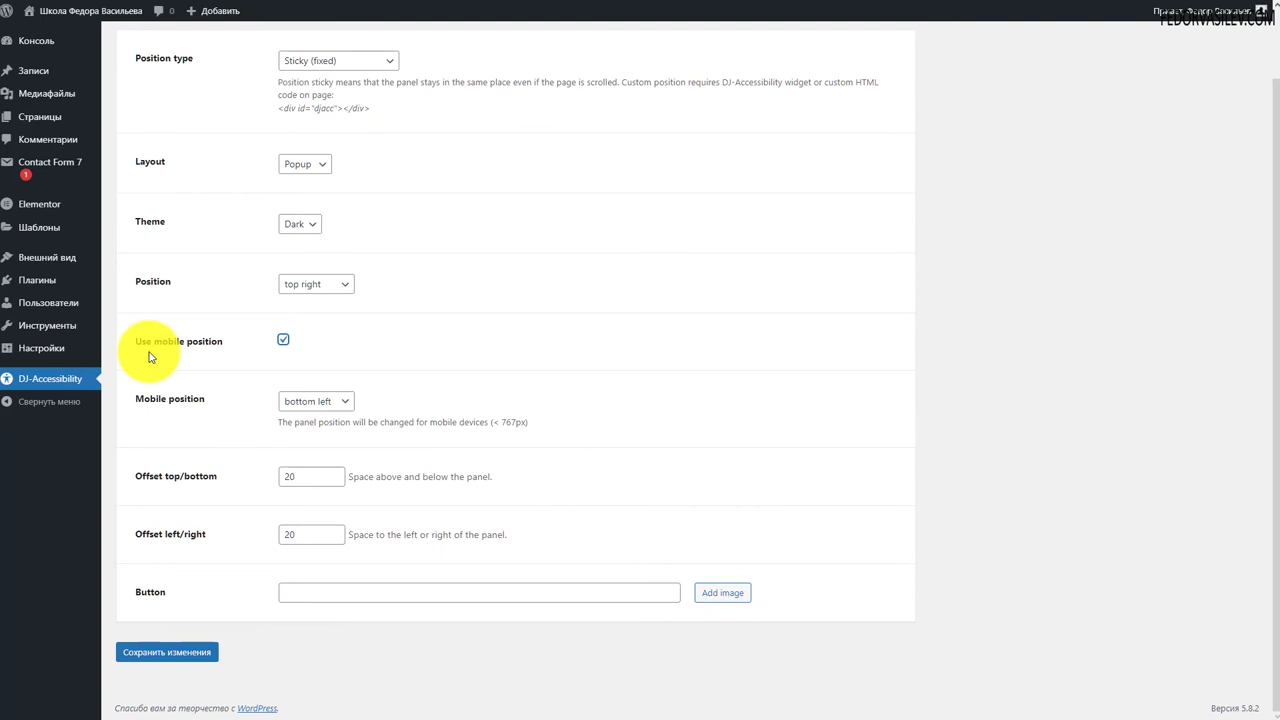 Школа Федора Васильева
0
Добавить
FEDORVASILEV.COM
Консоль
Записи
Медиафайлы
Страницы
Комментарии
Contact Form 7
1
Elementor
Шаблоны
Внешний вид
Плагины
Пользователи
Инструменты
Настройки
DJ-Accessibility
Свернуть меню
Position type
Sticky (fixed)
Position sticky means that the panel stays in the same place even if the page is scrolled. Custom position requires DJ-Accessibility widget or custom HTML
code on page:
<div id="djacc"></div>
Layout
Popup
Theme
Dark
Position
top right
Use mobile position
Mobile position
bottom left
The panel position will be changed for mobile devices (< 767px)
Offset top/bottom
20
Space above and below the panel.
Offset left/right
20
Space to the left or right of the panel.
Button
Add image
Сохранить изменения
Спасибо вам за творчество с WordPress.
Версия 5.8.2